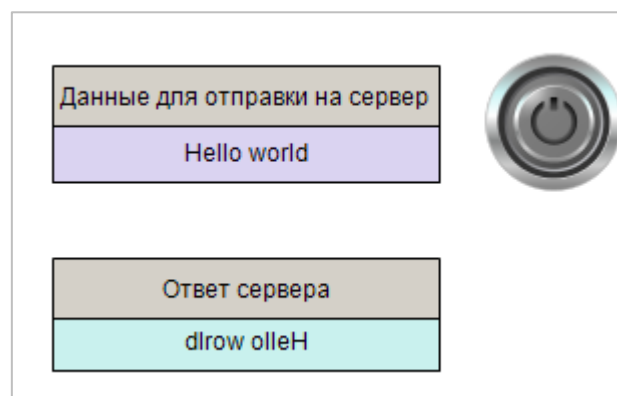 Данные для отправки на сервер
Hello world
Ответ сервера
dlrow olleH